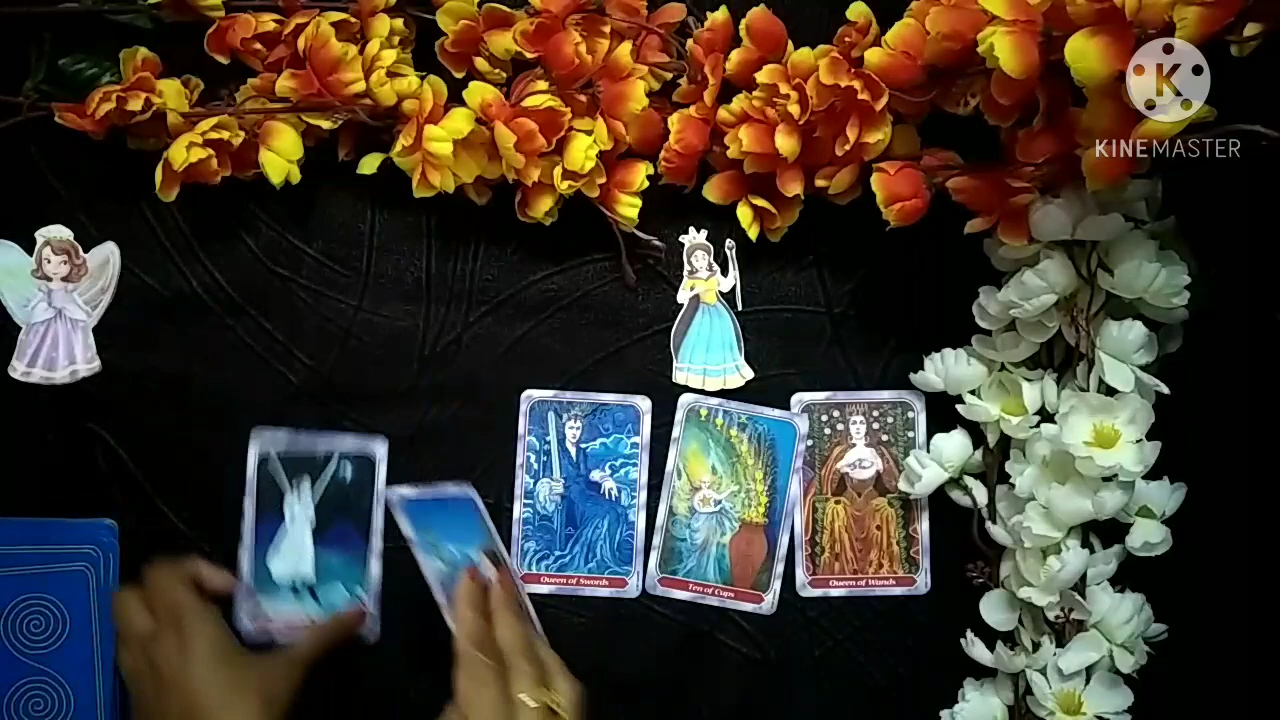 K
KINEMASTER
Queen of Swords
Ten of Cups
Queen of Wands